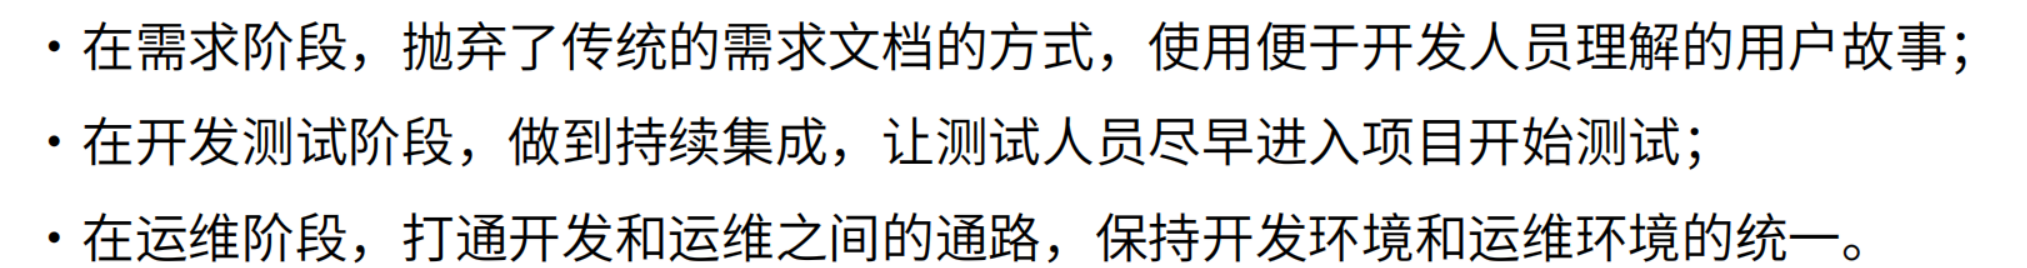 • 在需求阶段，抛弃了传统的需求文档的方式，使用便于开发人员理解的用户故事；
• 在开发测试阶段，做到持续集成，让测试人员尽早进入项目开始测试；
• 在运维阶段，打通开发和运维之间的通路，保持开发环境和运维环境的统一。